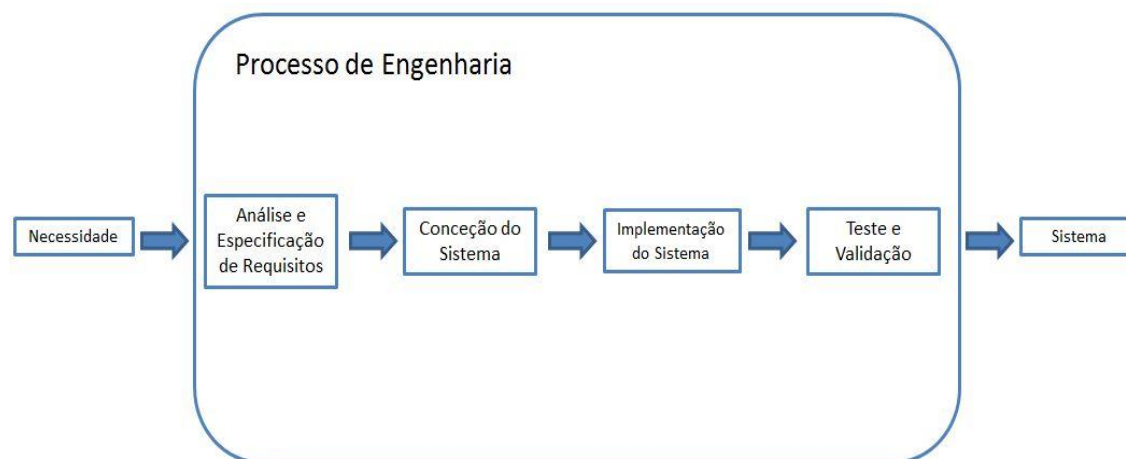 Processo de Engenharia
Necessidade
Análise e
Especificação
de Requisitos
Conceção do
Sistema
Implementação
do Sistema
Teste e
Validação
Sistema